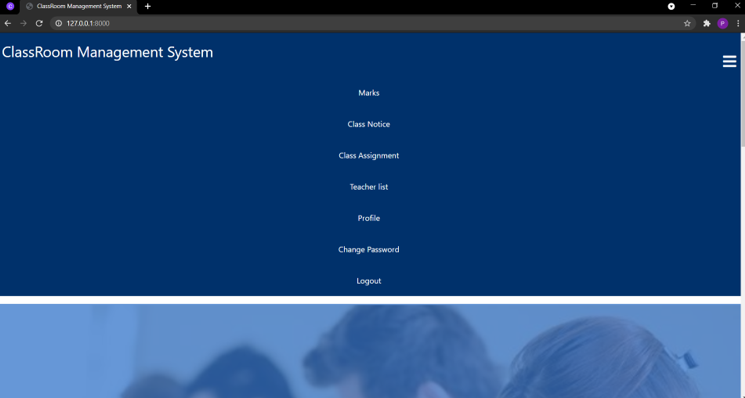 ClassRoom Management System
127.0.0.1:8000
P
ClassRoom Management System
Marks
Class Notice
Class Assignment
Teacher list
Profile
Change Password
Logout